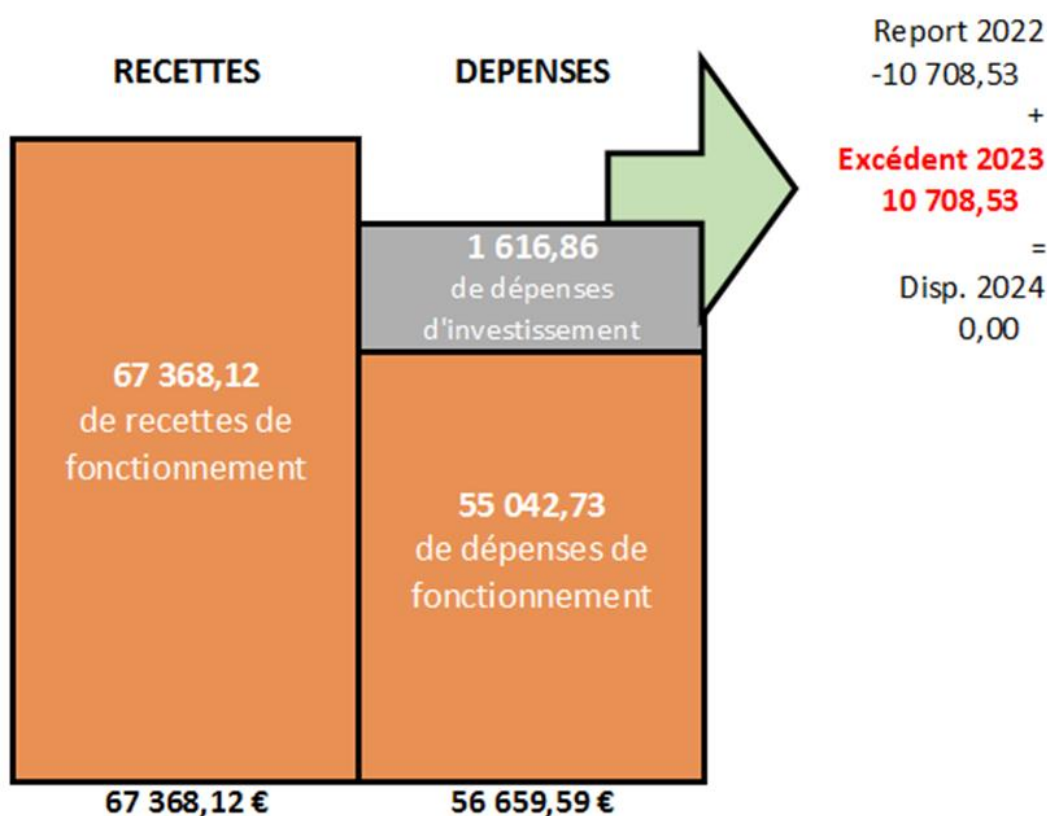 RECETTES
DEPENSES
Report 2022
-10 708,53
+
Excédent 2023
10 708,53
=
Disp. 2024
0,00
67 368,12
de recettes de
fonctionnement
1 616,86
de dépenses
d'investissement
55 042,73
de dépenses de
fonctionnement
67 368,12 €
56 659,59 €